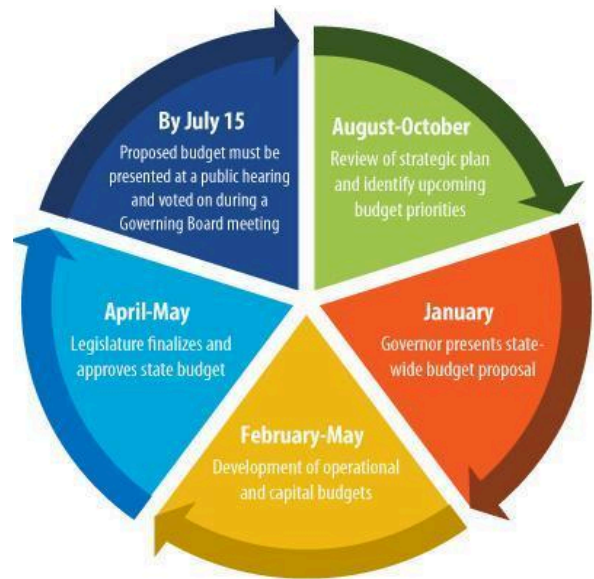 By July 15
Proposed budget must be
presented at a public hearing
and voted on during a
Governing Board meeting
August-October
Review of strategic plan
and identify upcoming
budget priorities
January
Governor presents state-
wide budget proposal
February-May
Development of operational
and capital budgets
April-May
Legislature finalizes and
approves state budget